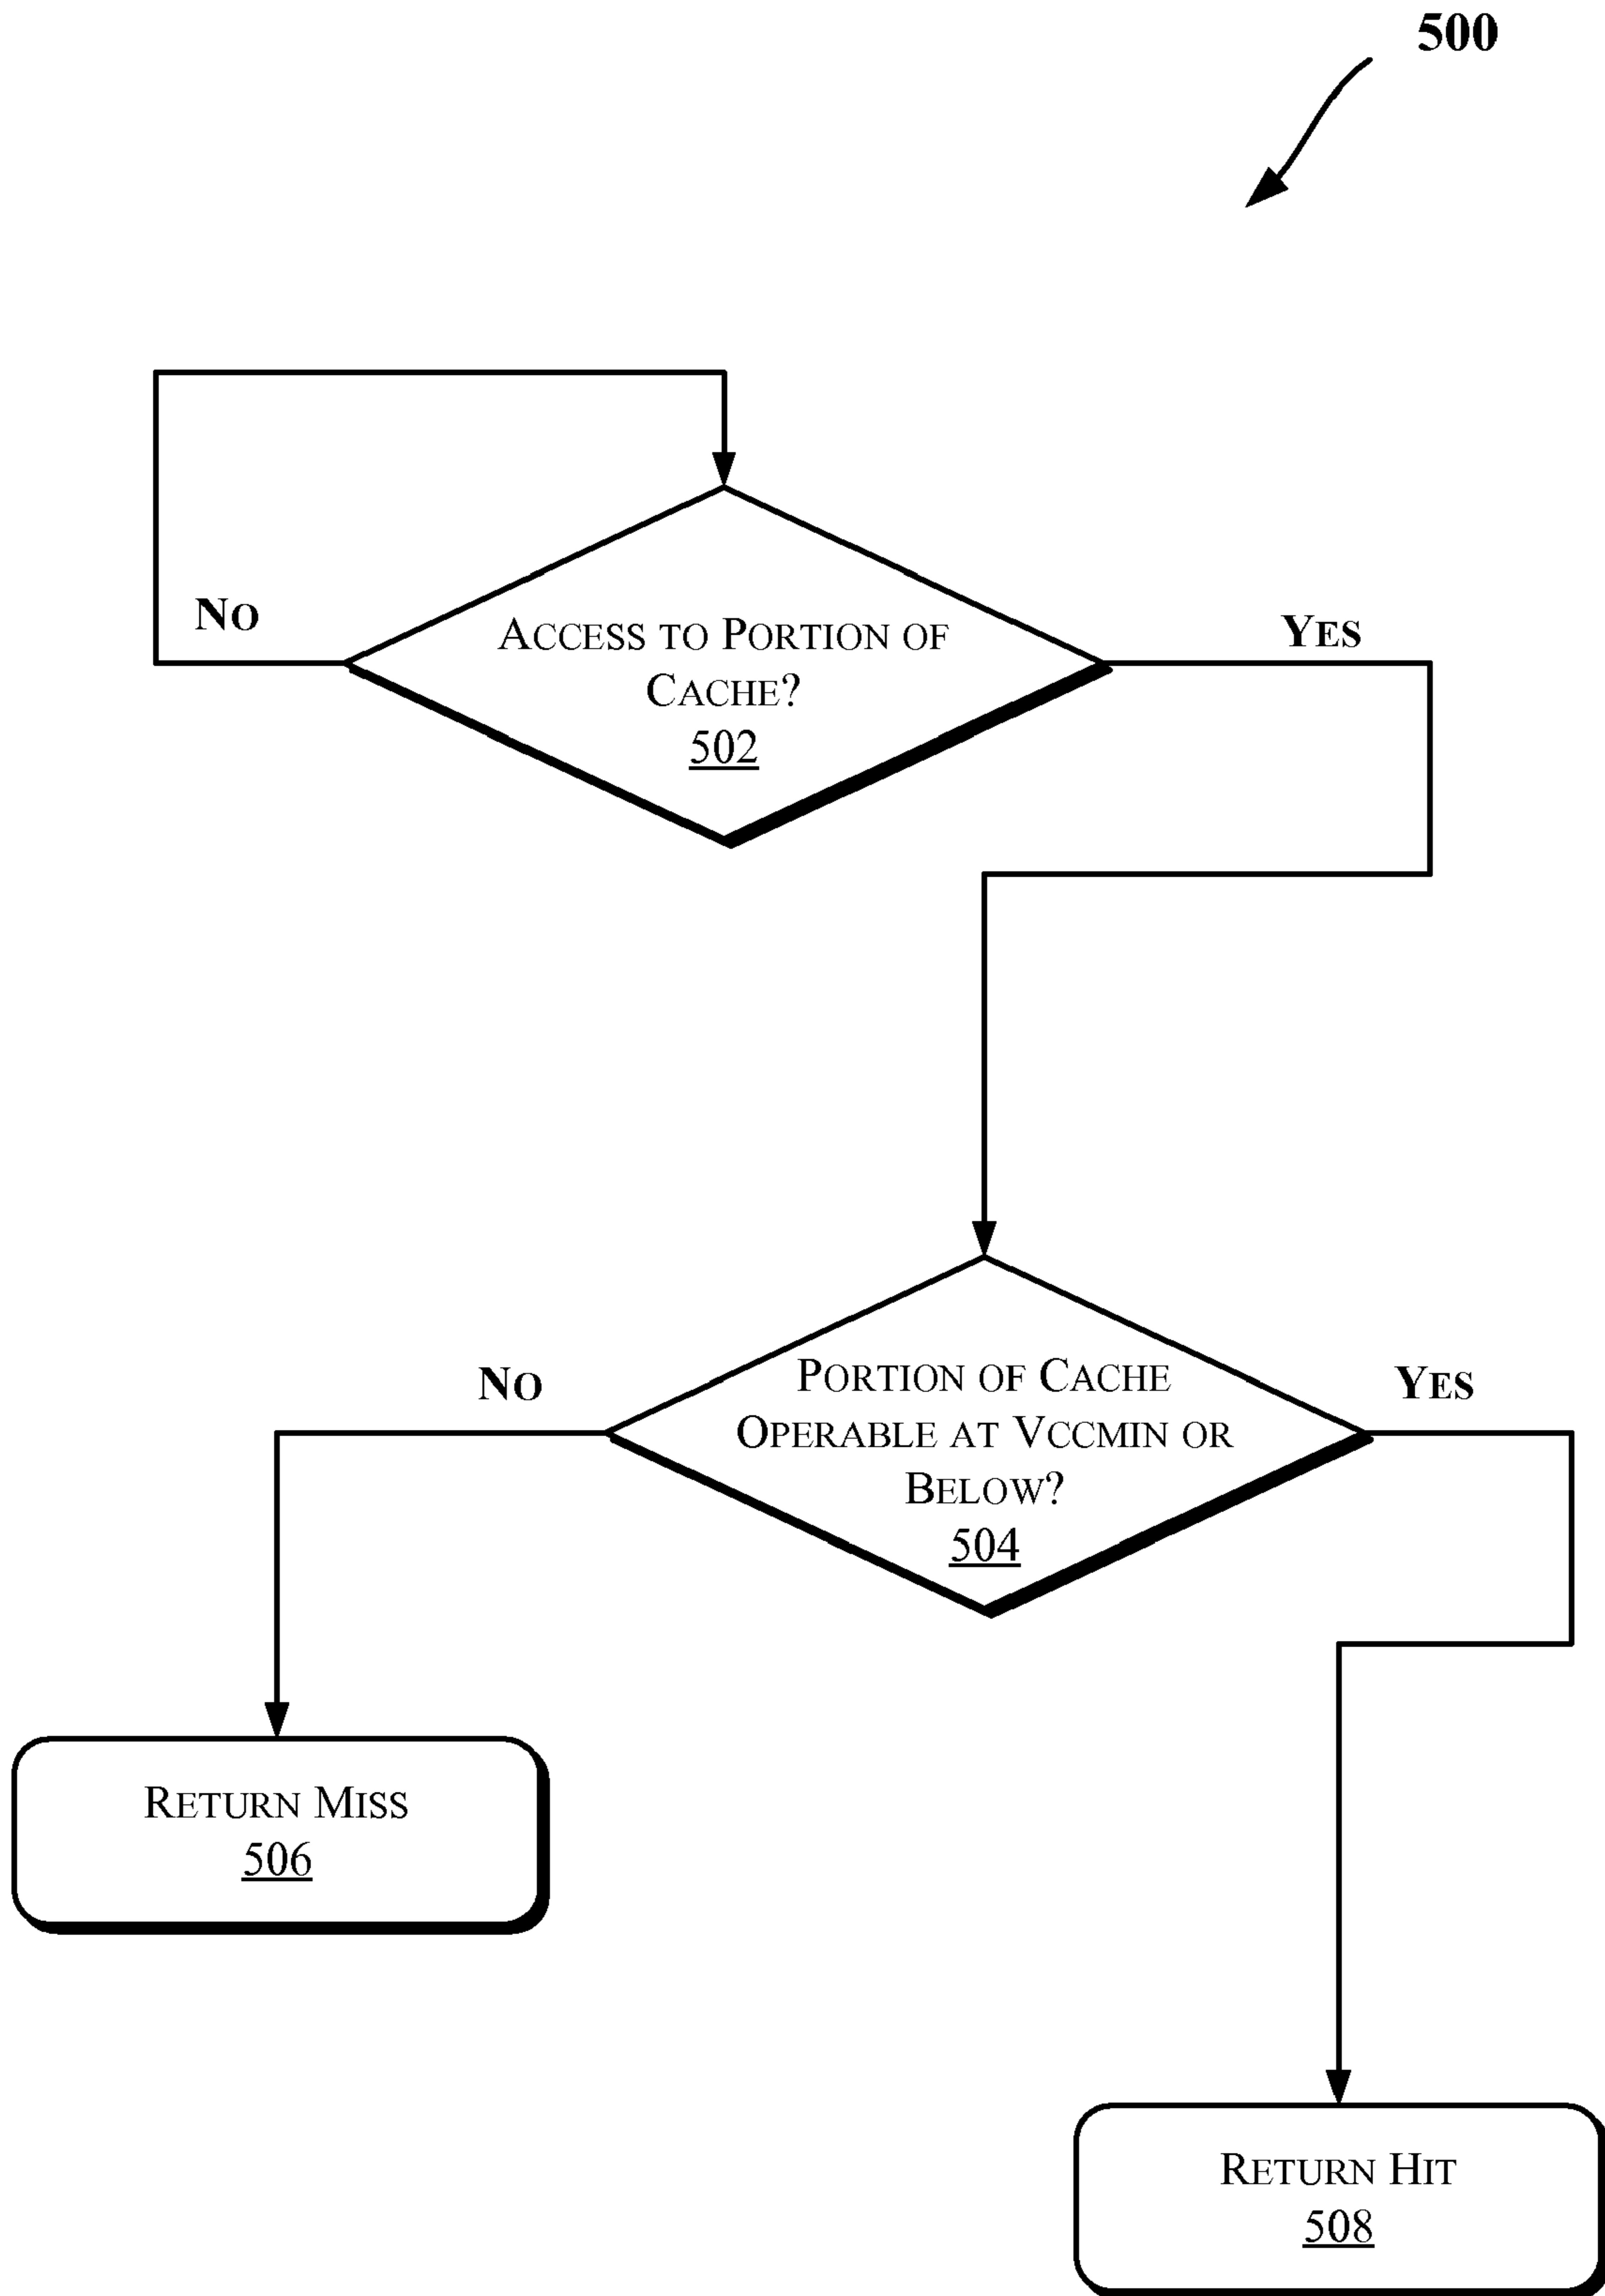 500
No
Access to Portion of
Cache?
502
Yes
No
Portion of Cache
Operable at Vccmin or
Below?
504
Yes
Return Miss
506
Return Hit
508